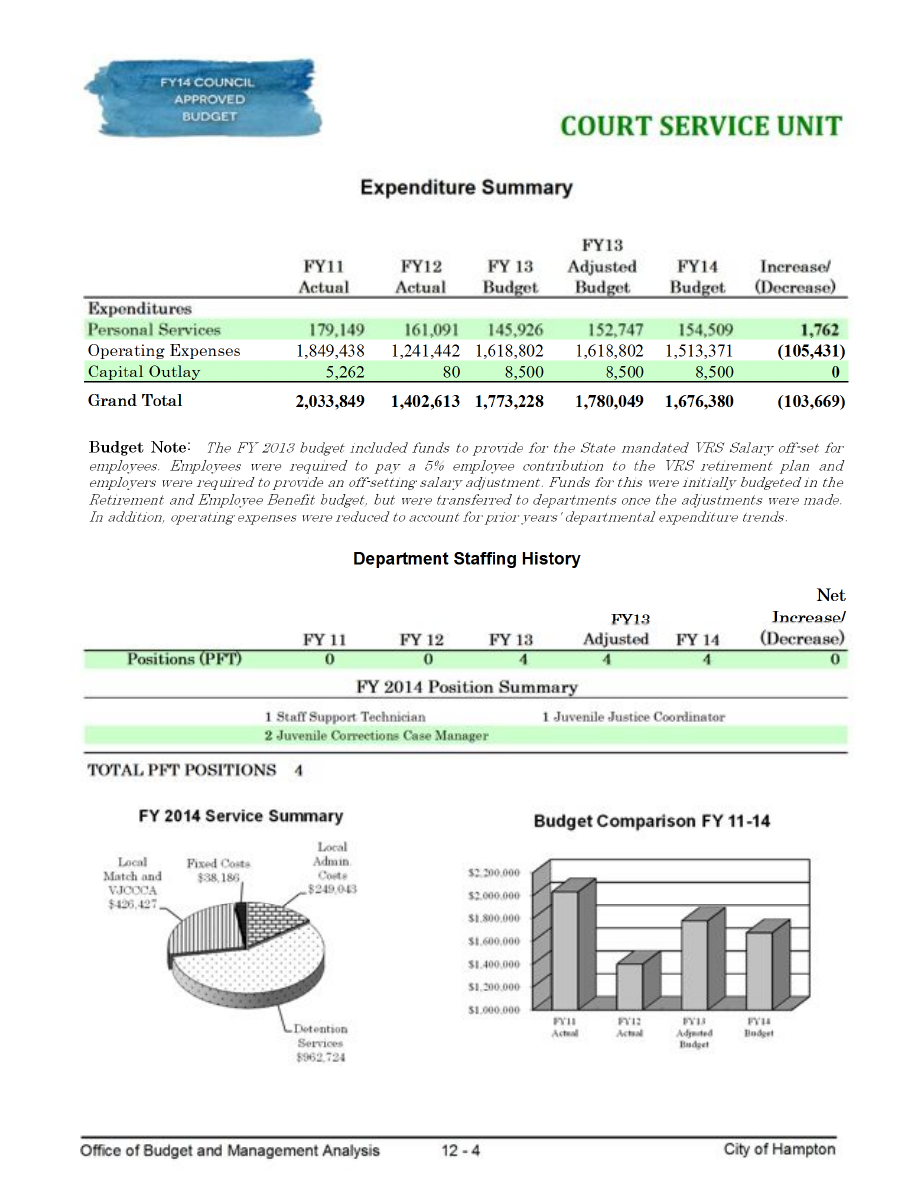 FY14 COUNCIL
APPROVED
BUDGET
COURT SERVICE UNIT
Expenditure Summary
FY11 Actual FY12 Actual FY 13 Budget FY13 Adjusted Budget FY14 Budget Increase/ (Decrease)
Expenditures
Personal Services 179,149 161,091 145,926 152,747 154,509 1,762
Operating Expenses 1,849,438 1,241,442 1,618,802 1,618,802 1,513,371 (105,431)
Capital Outlay 5,262 80 8,500 8,500 8,500 0
Grand Total 2,033,849 1,402,613 1,773,228 1,780,049 1,676,380 (103,669)
Budget Note: The FY 2013 budget included funds to provide for the State mandated VRS Salary off-set for
employees. Employees were required to pay a 5% employee contribution to the VRS retirement plan and
employers were required to provide an off-setting salary adjustment. Funds for this were initially budgeted in the
Retirement and Employee Benefit budget, but were transferred to departments once the adjustments were made.
In addition, operating expenses were reduced to account for prior years' departmental expenditure trends.
Department Staffing History
FY 11 FY 12 FY 13 FY13 Adjusted FY 14 Net Increase/ (Decrease)
Positions (PFT) 0 0 4 4 4 0
FY 2014 Position Summary
1 Staff Support Technician 1 Juvenile Justice Coordinator
2 Juvenile Corrections Case Manager
TOTAL PFT POSITIONS 4
FY 2014 Service Summary
Local
Match and
VJCCCA
$426,427
Fixed Costs
$38,186
Local
Admin.
Costs
$249,043
Detention
Services
$962,724
Budget Comparison FY 11-14
$2,200,000
$2,000,000
$1,800,000
$1,600,000
$1,400,000
$1,200,000
$1,000,000
FY11 Actual
FY12 Actual
FY13 Adjusted Budget
FY14 Budget
Office of Budget and Management Analysis 12 - 4 City of Hampton